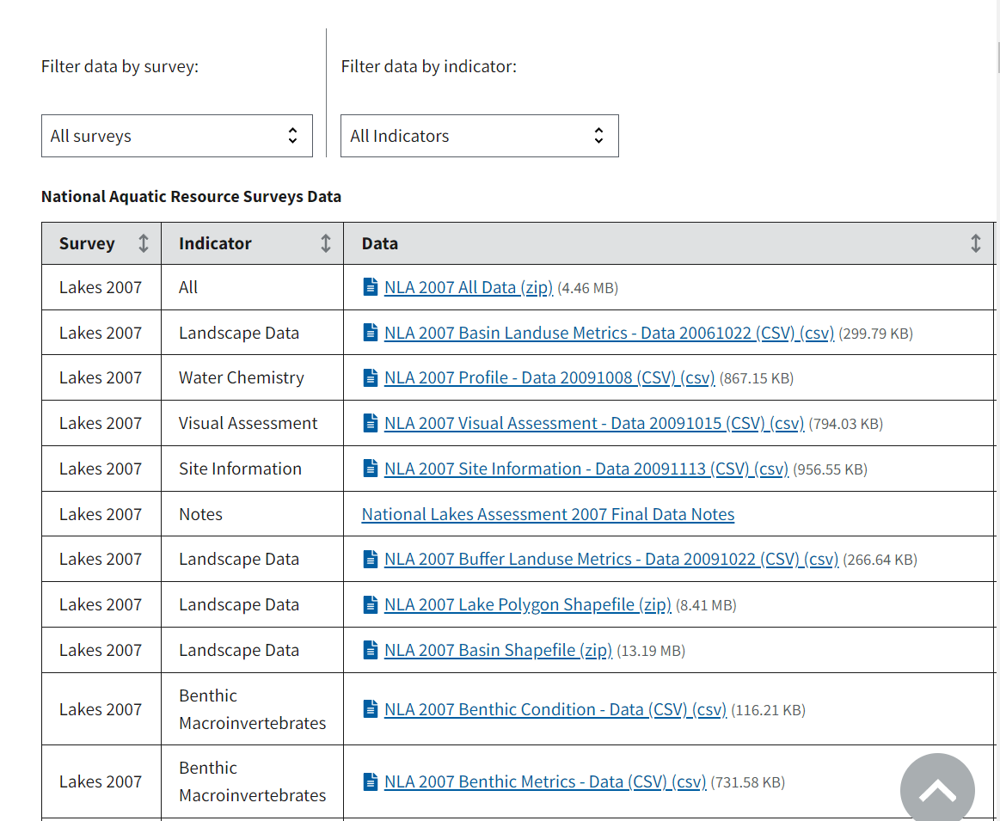 Filter data by survey:
Filter data by indicator:
All surveys
All Indicators
National Aquatic Resource Surveys Data
Survey Indicator Data
Lakes 2007 All NLA 2007 All Data (zip) (4.46 MB)
Lakes 2007 Landscape Data NLA 2007 Basin Landuse Metrics - Data 20061022 (CSV) (csv) (299.79 KB)
Lakes 2007 Water Chemistry NLA 2007 Profile - Data 20091008 (CSV) (csv) (867.15 KB)
Lakes 2007 Visual Assessment NLA 2007 Visual Assessment - Data 20091015 (CSV) (csv) (794.03 KB)
Lakes 2007 Site Information NLA 2007 Site Information - Data 20091113 (CSV) (csv) (956.55 KB)
Lakes 2007 Notes National Lakes Assessment 2007 Final Data Notes
Lakes 2007 Landscape Data NLA 2007 Buffer Landuse Metrics - Data 20091022 (CSV) (csv) (266.64 KB)
Lakes 2007 Landscape Data NLA 2007 Lake Polygon Shapefile (zip) (8.41 MB)
Lakes 2007 Landscape Data NLA 2007 Basin Shapefile (zip) (13.19 MB)
Lakes 2007 Benthic
Macroinvertebrates NLA 2007 Benthic Condition - Data (CSV) (csv) (116.21 KB)
Lakes 2007 Benthic
Macroinvertebrates NLA 2007 Benthic Metrics - Data (CSV) (csv) (731.58 KB)